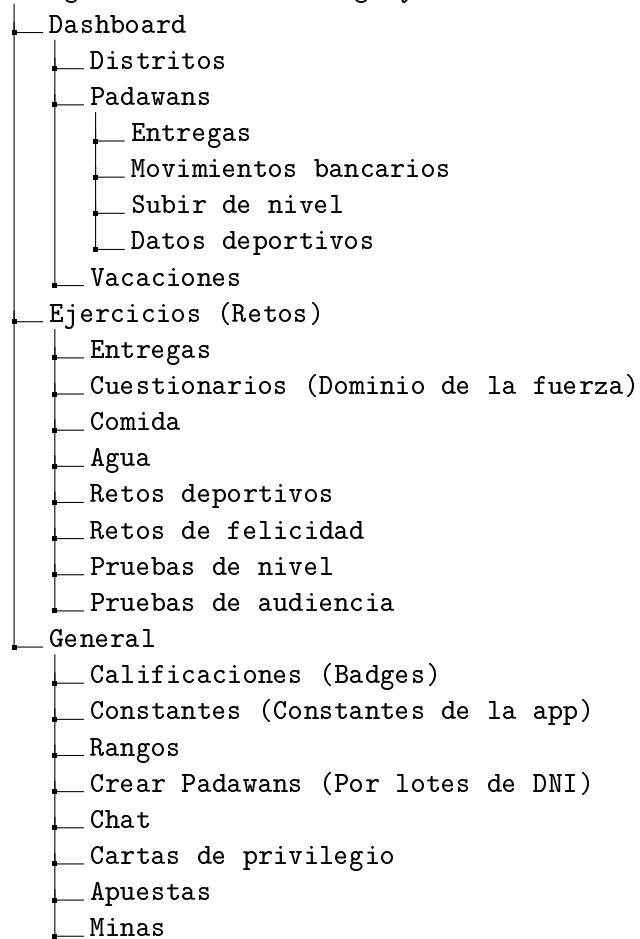 Dashboard
Distritos
Padawans
Entregas
Movimientos bancarios
Subir de nivel
Datos deportivos
Vacaciones
Ejercicios (Retos)
Entregas
Cuestionarios (Dominio de la fuerza)
Comida
Agua
Retos deportivos
Retos de felicidad
Pruebas de nivel
Pruebas de audiencia
General
Calificaciones (Badges)
Constantes (Constantes de la app)
Rangos
Crear Padawans (Por lotes de DNI)
Chat
Cartas de privilegio
Apuestas
Minas